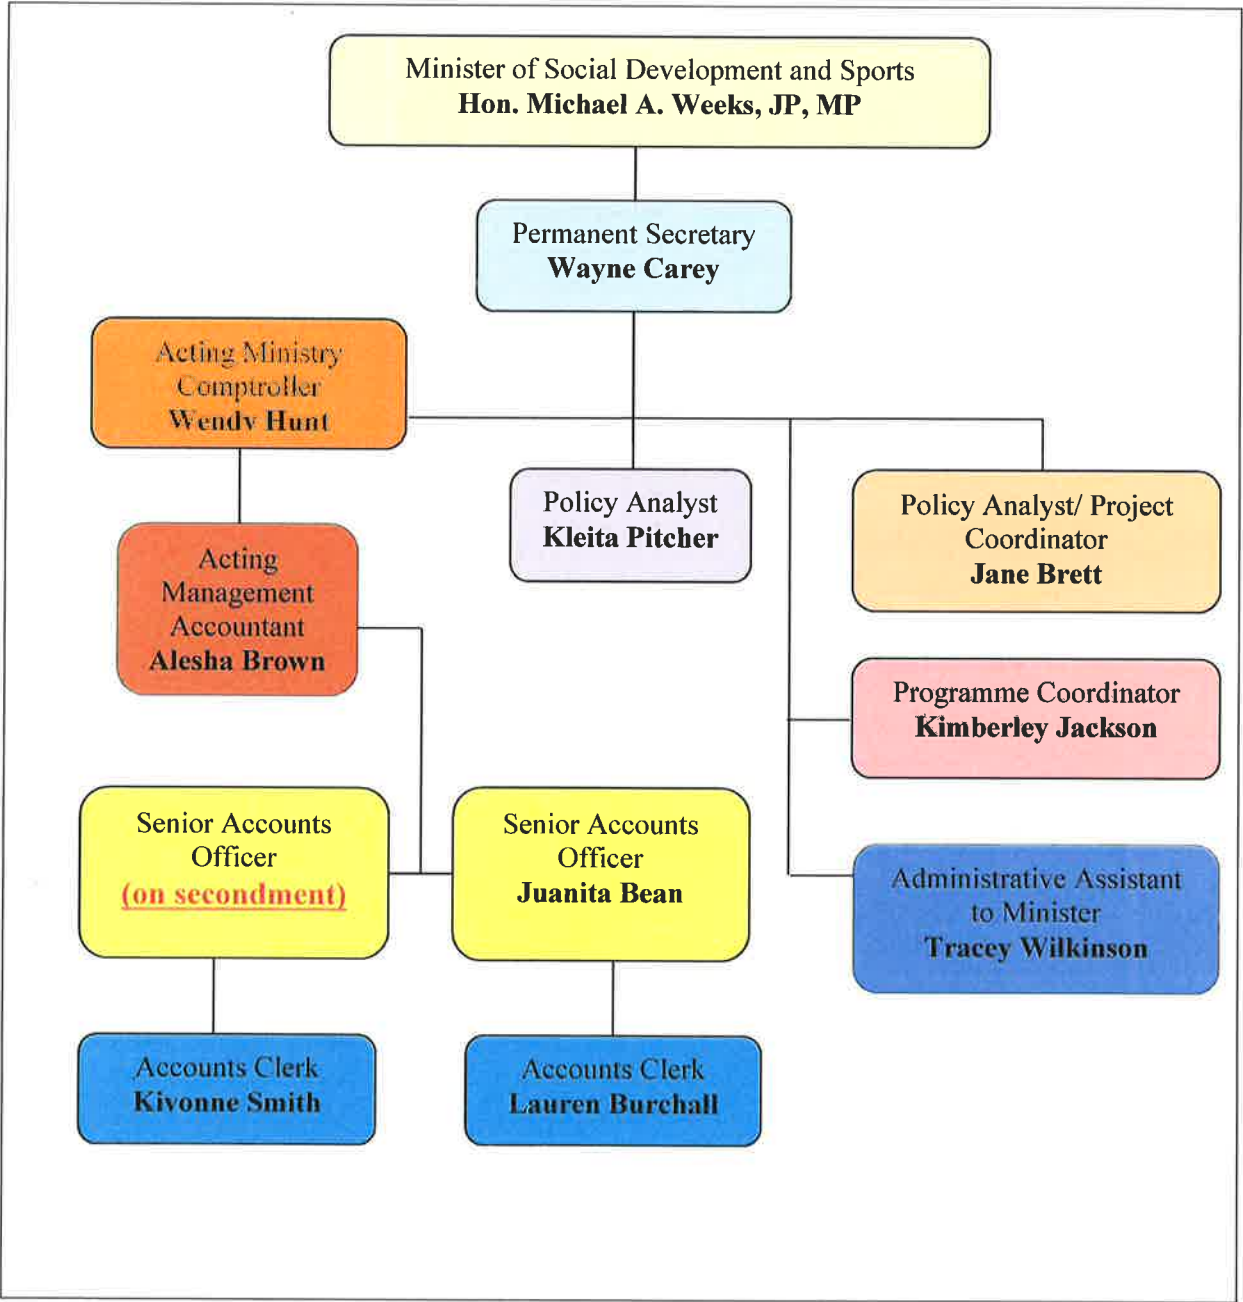 Minister of Social Development and Sports
Hon. Michael A. Weeks, JP, MP
Permanent Secretary
Wayne Carey
Acting Ministry
Comptroller
Wendy Hunt
Policy Analyst
Kleita Pitcher
Policy Analyst/ Project
Coordinator
Jane Brett
Acting
Management
Accountant
Alesha Brown
Programme Coordinator
Kimberley Jackson
Senior Accounts
Officer
(on secondment)
Senior Accounts
Officer
Juanita Bean
Administrative Assistant
to Minister
Tracey Wilkinson
Accounts Clerk
Kivonne Smith
Accounts Clerk
Lauren Burchall